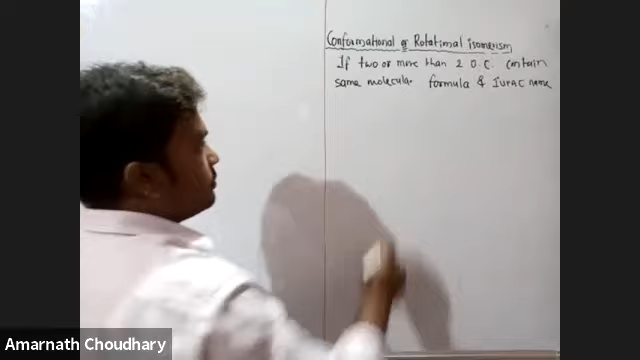 Conformational or Rotational isomerism
If two or more than 2 O.C. contain
same molecular formula & IUPAC name
Amarnath Choudhary